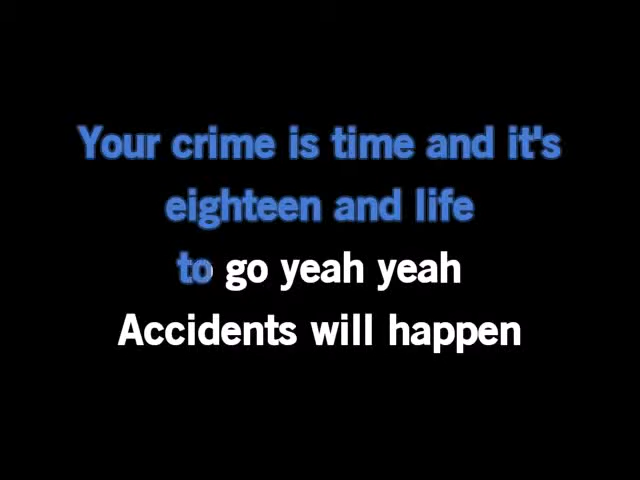 Your crime is time and it's
eighteen and life
to go yeah yeah
Accidents will happen